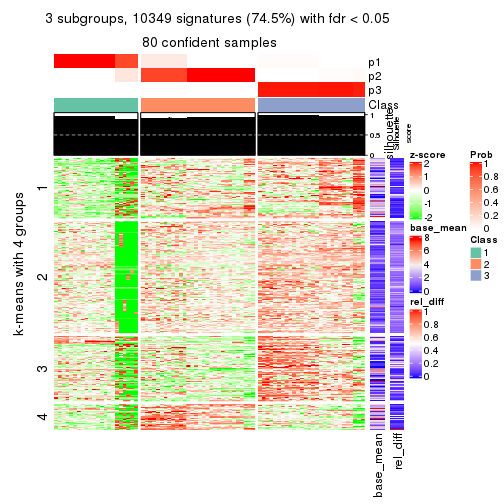 3 subgroups, 10349 signatures (74.5%) with fdr < 0.05
80 confident samples
p1
p2
p3
Class
1
0.5
0
silhouette
Silhouette
score
k-means with 4 groups
1
2
3
4
base_mean
rel_diff
z-score
2
1
0
-1
-2
base_mean
8
6
4
2
0
rel_diff
1
0.8
0.6
0.4
0.2
0
Prob
1
0.8
0.6
0.4
0.2
0
Class
1
2
3